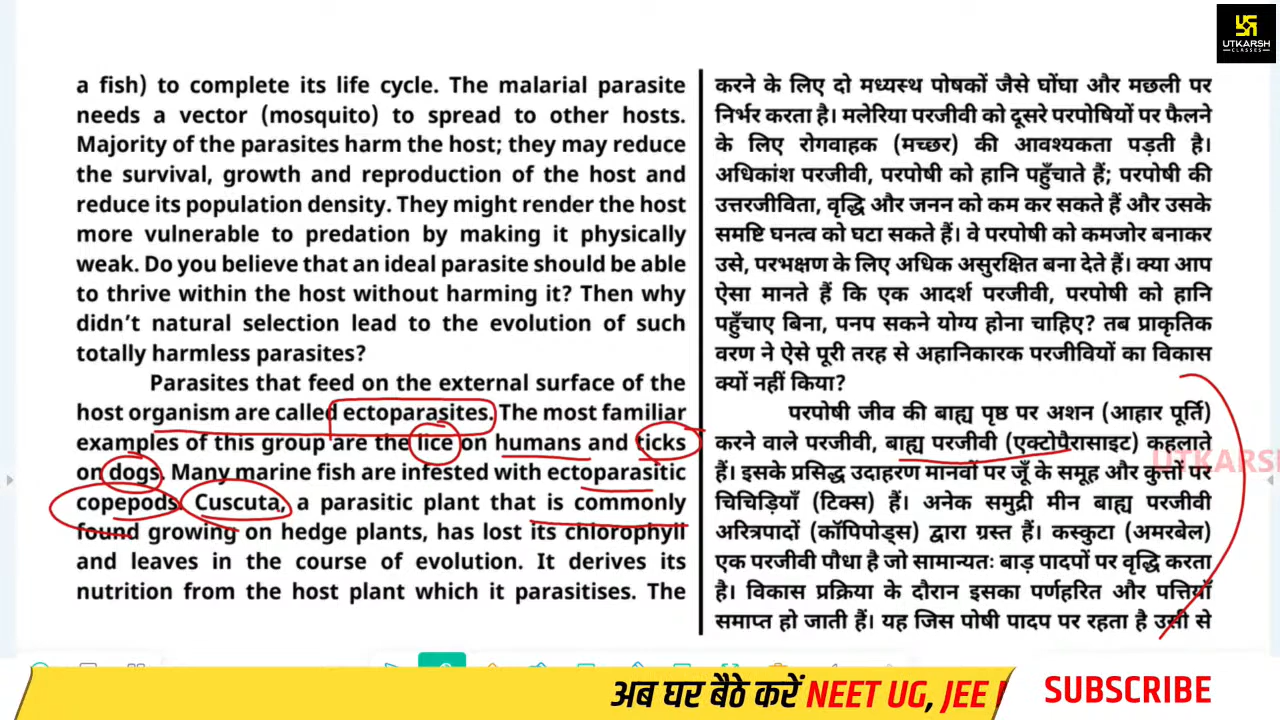 UTKARSH
CLASSES
a fish) to complete its life cycle. The malarial parasite
needs a vector (mosquito) to spread to other hosts.
Majority of the parasites harm the host; they may reduce
the survival, growth and reproduction of the host and
reduce its population density. They might render the host
more vulnerable to predation by making it physically
weak. Do you believe that an ideal parasite should be able
to thrive within the host without harming it? Then why
didn't natural selection lead to the evolution of such
totally harmless parasites?
Parasites that feed on the external surface of the
host organism are called ectoparasites. The most familiar
examples of this group are the lice on humans and ticks
on dogs. Many marine fish are infested with ectoparasitic
copepods. Cuscuta, a parasitic plant that is commonly
found growing on hedge plants, has lost its chlorophyll
and leaves in the course of evolution. It derives its
nutrition from the host plant which it parasitises. The
करने के लिए दो मध्यस्थ पोषकों जैसे घोंघा और मछली पर
निर्भर करता है। मलेरिया परजीवी को दूसरे परपोषियों पर फैलने
के लिए रोगवाहक (मच्छर) की आवश्यकता पड़ती है।
अधिकांश परजीवी, परपोषी को हानि पहुँचाते हैं; परपोषी की
उत्तरजीविता, वृद्धि और जनन को कम कर सकते हैं और उसके
समष्टि घनत्व को घटा सकते हैं। वे परपोषी को कमजोर बनाकर
उसे, परभक्षण के लिए अधिक असुरक्षित बना देते हैं। क्या आप
ऐसा मानते हैं कि एक आदर्श परजीवी, परपोषी को हानि
पहुँचाए बिना, पनप सकने योग्य होना चाहिए? तब प्राकृतिक
वरण ने ऐसे पूरी तरह से अहानिकारक परजीवियों का विकास
क्यों नहीं किया?
परपोषी जीव की बाह्य पृष्ठ पर अशन (आहार पूर्ति)
करने वाले परजीवी, बाह्य परजीवी (एक्टोपैरासाइट) कहलाते
हैं। इसके प्रसिद्ध उदाहरण मानवों पर जूँ के समूह और कुत्तों पर
चिचिड़ियाँ (टिक्स) हैं। अनेक समुद्री मीन बाह्य परजीवी
अरित्रपादों (कॉपिपोड्स) द्वारा ग्रस्त हैं। कस्कुटा (अमरबेल)
एक परजीवी पौधा है जो सामान्यतः बाड़ पादपों पर वृद्धि करता
है। विकास प्रक्रिया के दौरान इसका पर्णहरित और पत्तियाँ
समाप्त हो जाती हैं। यह जिस पोषी पादप पर रहता है उसी से
UTKARS
अब घर बैठे करें NEET UG, JEE
SUBSCRIBE